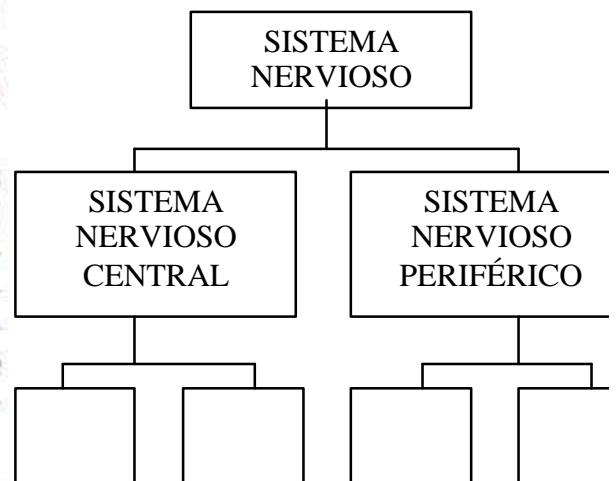 SISTEMA
NERVIOSO
SISTEMA
NERVIOSO
CENTRAL
SISTEMA
NERVIOSO
PERIFÉRICO